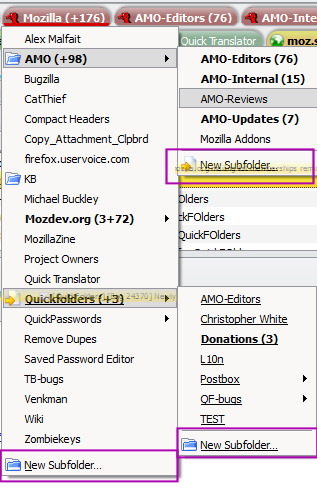 Mozilla (+176)
AMO-Editors (76)
AMO-Inte
Alex Malfait
Quick Translator
moz.s
AMO (+98)
Bugzilla
CatThief
Compact Headers
Copy_Attachment_Clpbrd
firefox.uservoice.com
KB
Michael Buckley
Mozdev.org (3+72)
MozillaZine
Project Owners
Quick Translator
Quickfolders (+3)
QuickPasswords
Remove Dupes
Saved Password Editor
TB-bugs
Venkman
Wiki
Zombiekeys
New Subfolder...
AMO-Editors (76)
AMO-Internal (15)
AMO-Reviews
AMO-Updates (7)
Mozilla Addons
New Subfolder...
FOlders
ckFOlders
QuickFOlders
AMO-Editors
Christopher White
Donations (3)
L10n
Postbox
QF-bugs
TEST
New Subfolder...